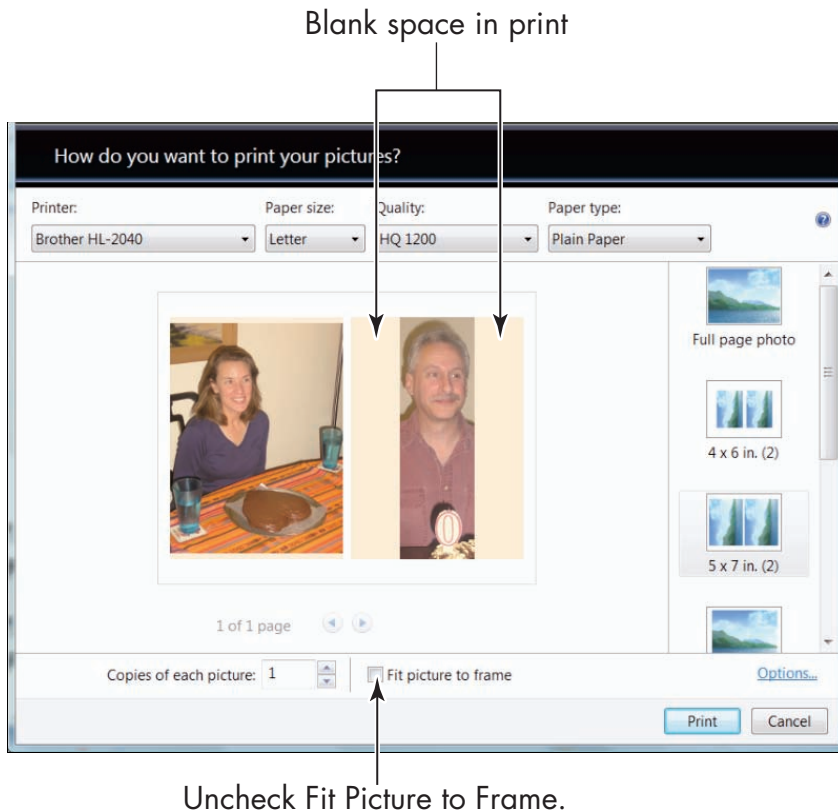 Blank space in print
How do you want to print your pictures?
Printer: Paper size: Quality: Paper type:
Brother HL-2040 Letter HQ 1200 Plain Paper
Full page photo
4 x 6 in. (2)
5 x 7 in. (2)
1 of 1 page
Copies of each picture: 1 Fit picture to frame Options...
Print Cancel
Uncheck Fit Picture to Frame.